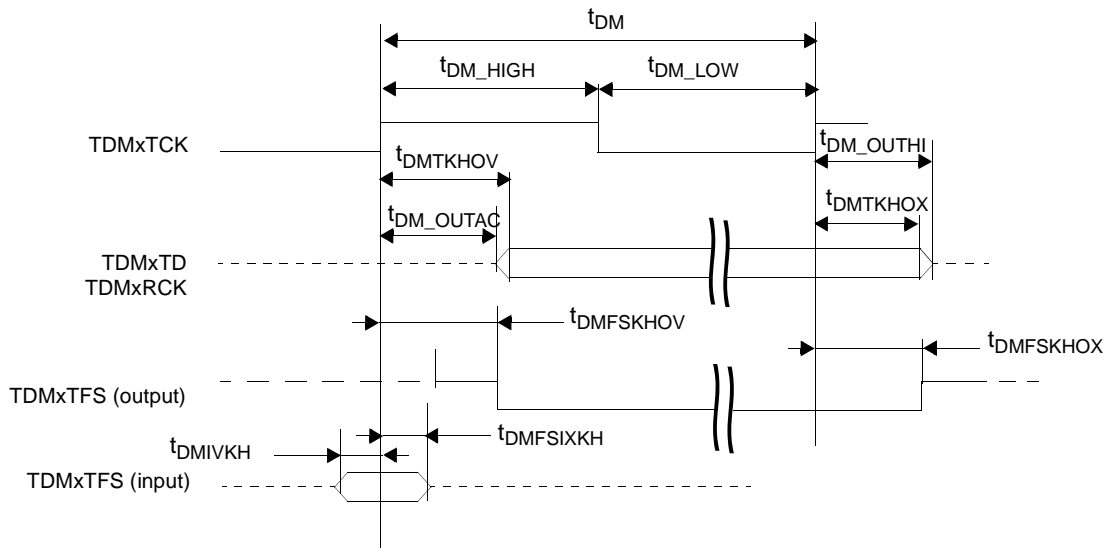 tDM
tDM_HIGH
tDM_LOW
TDMxTCK
tDM_OUTHI
tDMTKHOV
tDMTKHOX
tDM_OUTAC
TDMxTD
TDMxRCK
tDMFSKHOV
tDMFSKHOX
TDMxTFS (output)
tDMFSIXKH
tDMIVKH
TDMxTFS (input)